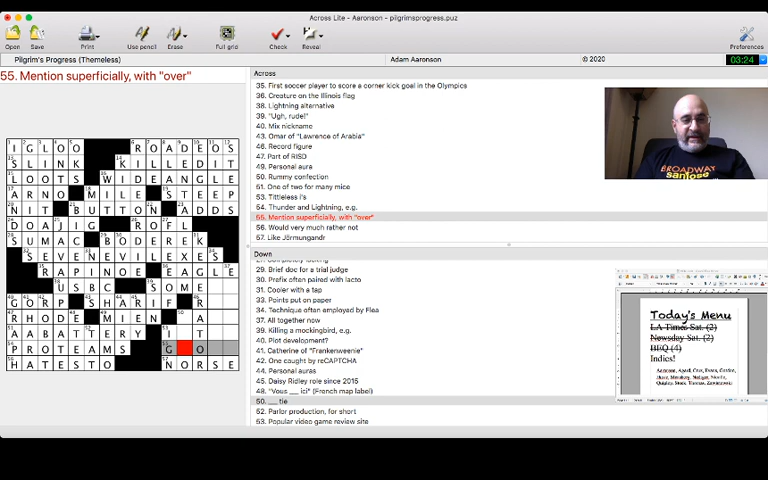 Across Lite - Aaronson - pilgrimsprogress.puz
Open Save Print Use pencil Erase Full grid Check Reveal Preferences
Pilgrim's Progress (Themeless) Adam Aaronson © 2020 03:24
55. Mention superficially, with "over"
Across
35. First soccer player to score a corner kick goal in the Olympics
36. Creature on the Illinois flag
38. Lightning alternative
39. "Ugh, rude!"
40. Mix nickname
43. Omar of "Lawrence of Arabia"
46. Record figure
47. Part of RISD
49. Personal aura
50. Rummy confection
51. One of two for many mice
53. Tittleless i's
54. Thunder and Lightning, e.g.
55. Mention superficially, with "over"
56. Would very much rather not
57. Like Jörmungandr
Down
29. Brief doc for a trial judge
30. Prefix often paired with lacto
31. Cooler with a tap
33. Points put on paper
34. Technique often employed by Flea
37. All together now
39. Killing a mockingbird, e.g.
40. Plot development?
41. Catherine of "Frankenweenie"
42. One caught by reCAPTCHA
44. Personal auras
45. Daisy Ridley role since 2015
48. "Vous ___ ici" (French map label)
50. ___ tie
52. Parlor production, for short
53. Popular video game review site
IGLOO ROADEOS
SLINK KILLEDIT
LOOTS WIDEANGLE
ARNO MILE STEEP
NIT BUTTON ADDS
DOAJIG ROFL
SUMAC BODEREK
SEVENEVILEXES
RAPINOE EAGLE
USBC SOME
GORP SHARIF R
RHODE MIEN A
AABATTERY I T
PROTEAMS G O
HATESTO NORSE
BROADWAY
san jose
Today's Menu
LA Times Sat. (2)
Newsday Sat. (2)
BEQ (4)
Indies!